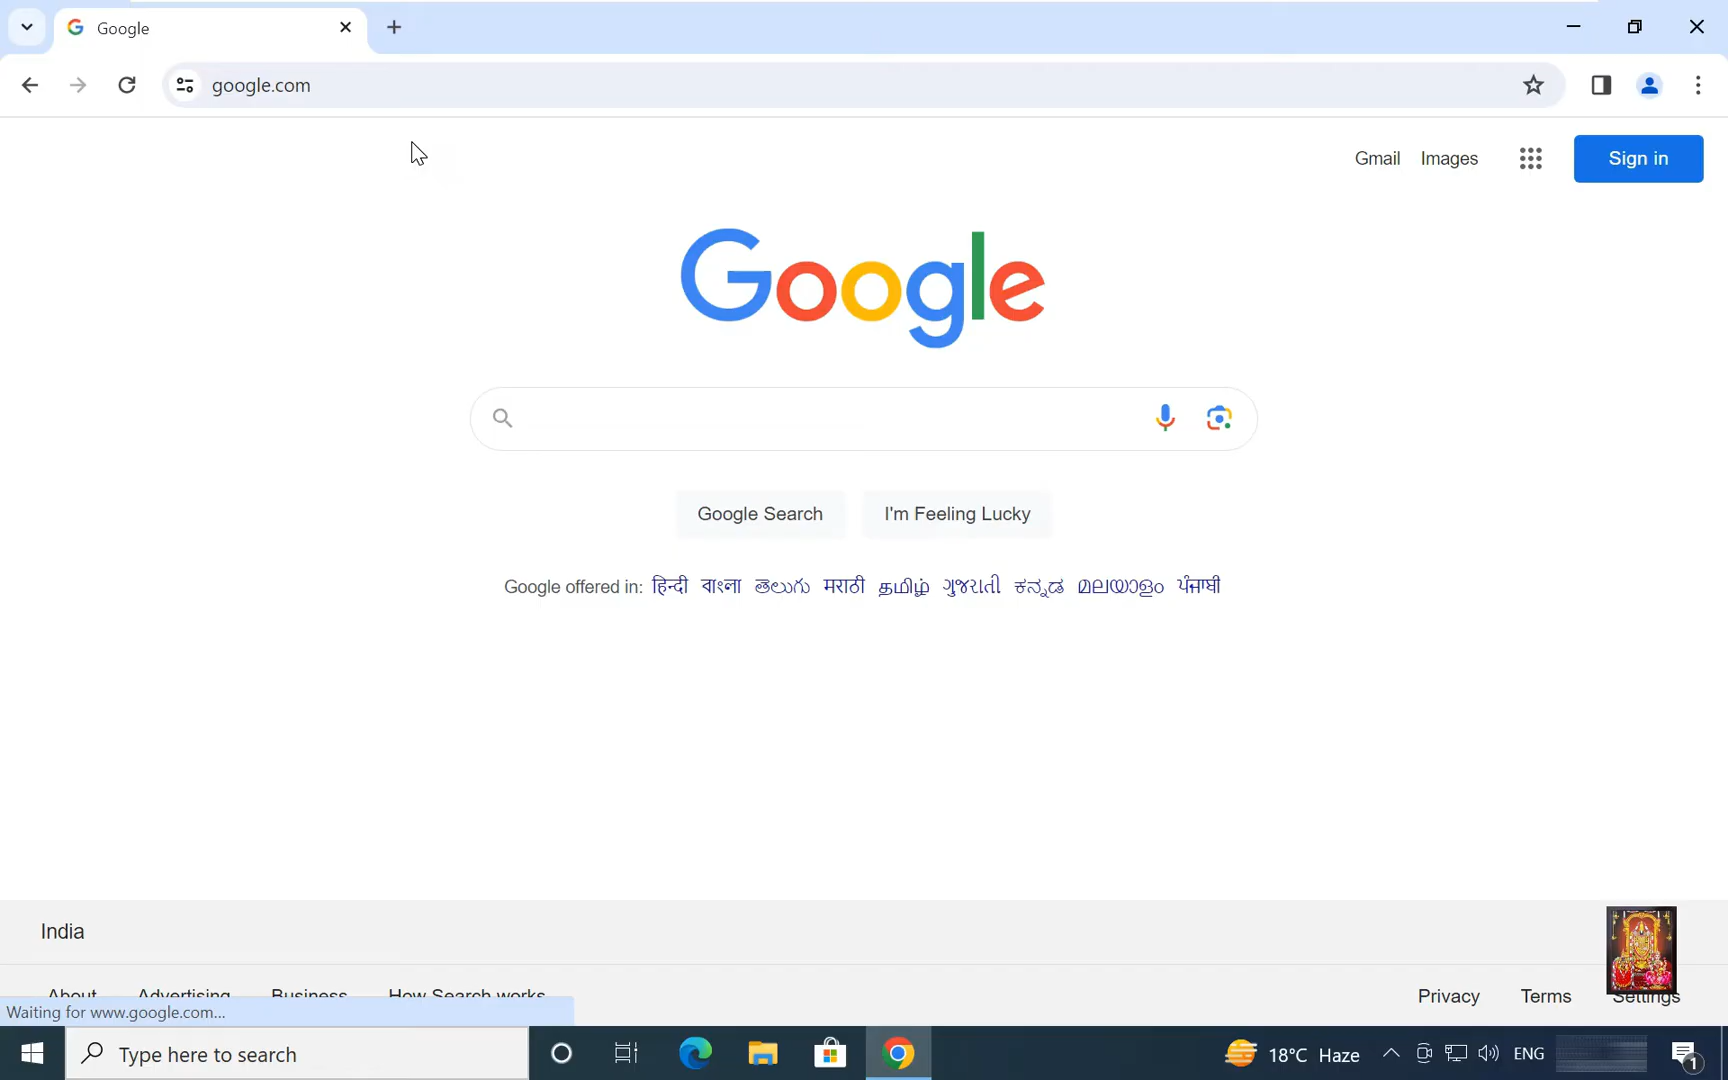 Google
google.com
Gmail Images Sign in
Google
Google Search I'm Feeling Lucky
Google offered in: हिन्दी বাংলা తెలుగు मराठी தமிழ் ગુજરાતી ಕನ್ನಡ മലയാളം ਪੰਜਾਬੀ
India
About Advertising Business How Search works Privacy Terms Settings
Waiting for www.google.com...
Type here to search 18°C Haze ENG 1